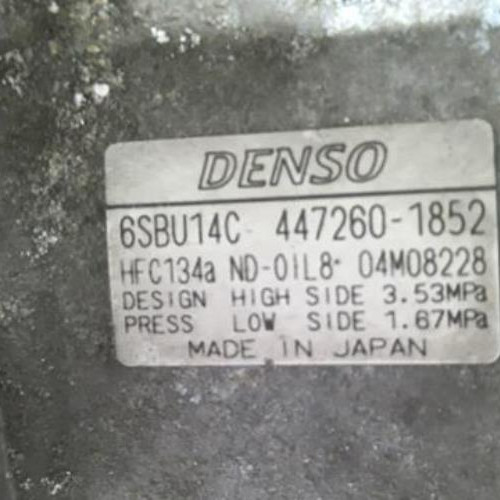 DENSO
6SBU14C 447260-1852
HFC134a ND-OIL8 04M08228
DESIGN HIGH SIDE 3.53MPa
PRESS LOW SIDE 1.67MPa
MADE IN JAPAN